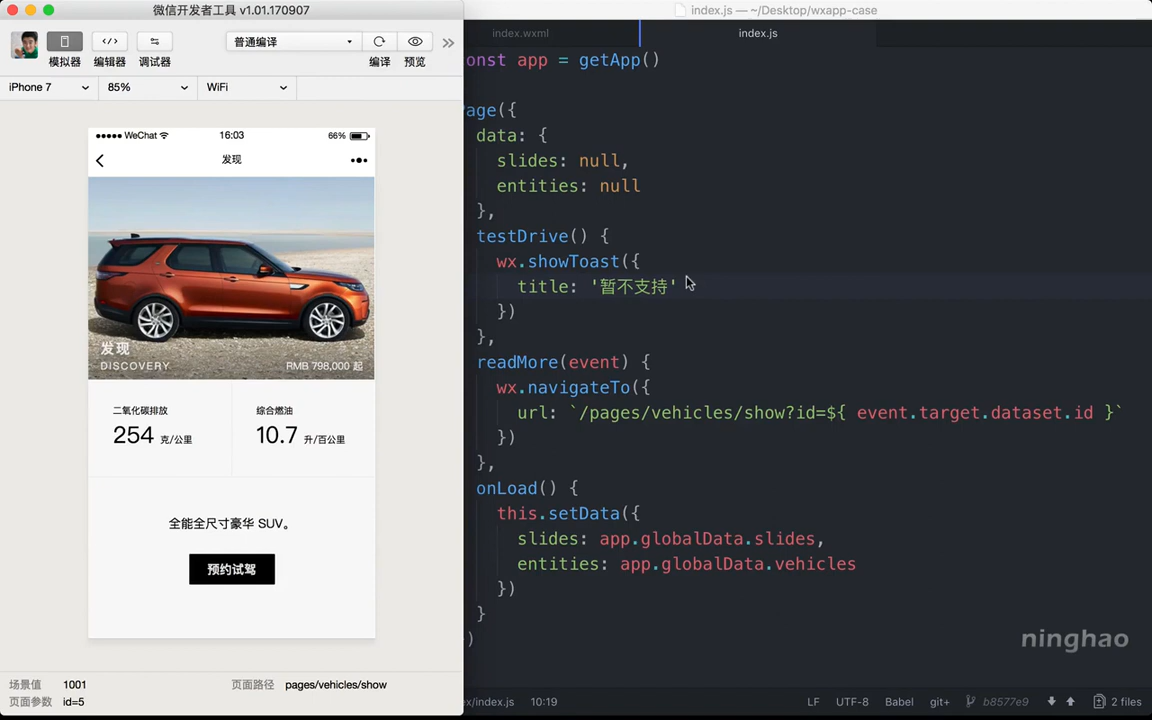 微信开发者工具 v1.01.170907
模拟器
编辑器
调试器
普通编译
编译
预览
iPhone 7
85%
WiFi
WeChat
16:03
66%
发现
发现
DISCOVERY
RMB 798,000 起
二氧化碳排放
254 克/公里
综合燃油
10.7 升/百公里
全能全尺寸豪华 SUV。
预约试驾
场景值 1001
页面路径 pages/vehicles/show
页面参数 id=5
index.js — ~/Desktop/wxapp-case
index.wxml
index.js
onst app = getApp()
age({
data: {
slides: null,
entities: null
},
testDrive() {
wx.showToast({
title: '暂不支持'
})
},
readMore(event) {
wx.navigateTo({
url: `/pages/vehicles/show?id=${ event.target.dataset.id }`
})
},
onLoad() {
this.setData({
slides: app.globalData.slides,
entities: app.globalData.vehicles
})
}
)
ninghao
ex/index.js 10:19
LF UTF-8 Babel git+ b8577e9 2 files